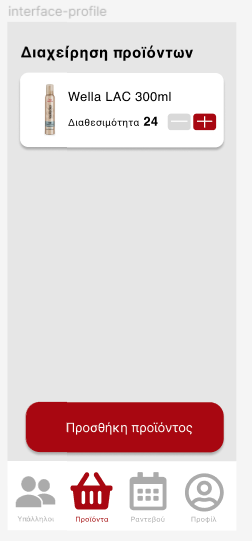 interface-profile
Διαχείρηση προϊόντων
Wella LAC 300ml
Διαθεσιμότητα 24
Προσθήκη προϊόντος
Υπάλληλοι Προϊόντα Ραντεβού Προφίλ